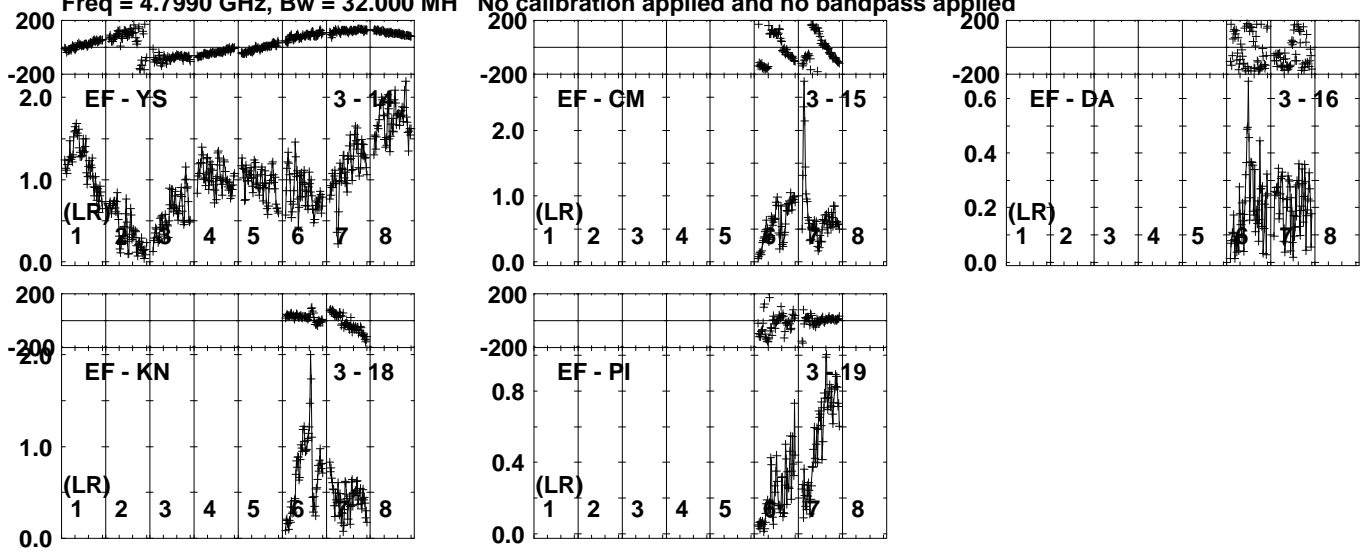 Freq = 4.7990 GHz, Bw = 32.000 MH   No calibration applied and no bandpass applied
200
-200
2.0
1.0
0.0
EF - YS 3 - 14
(LR)
1 2 3 4 5 6 7 8
200
-200
2.0
1.0
0.0
EF - CM 3 - 15
(LR)
1 2 3 4 5 6 7 8
200
-200
0.6
0.4
0.2
0.0
EF - DA 3 - 16
(LR)
1 2 3 4 5 6 7 8
200
-200
2.0
1.0
0.0
EF - KN 3 - 18
(LR)
1 2 3 4 5 6 7 8
200
-200
0.8
0.4
0.0
EF - PI 3 - 19
(LR)
1 2 3 4 5 6 7 8